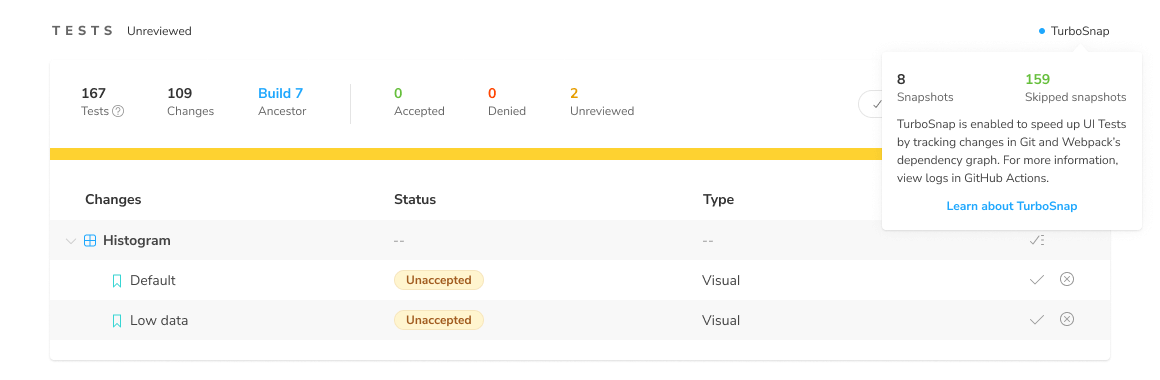 TESTS Unreviewed
TurboSnap
167 109 Build 7 0 0 2
Tests Changes Ancestor Accepted Denied Unreviewed
8 159
Snapshots Skipped snapshots
TurboSnap is enabled to speed up UI Tests
by tracking changes in Git and Webpack's
dependency graph. For more information,
view logs in GitHub Actions.
Learn about TurboSnap
Changes Status Type
Histogram -- --
Default Unaccepted Visual
Low data Unaccepted Visual